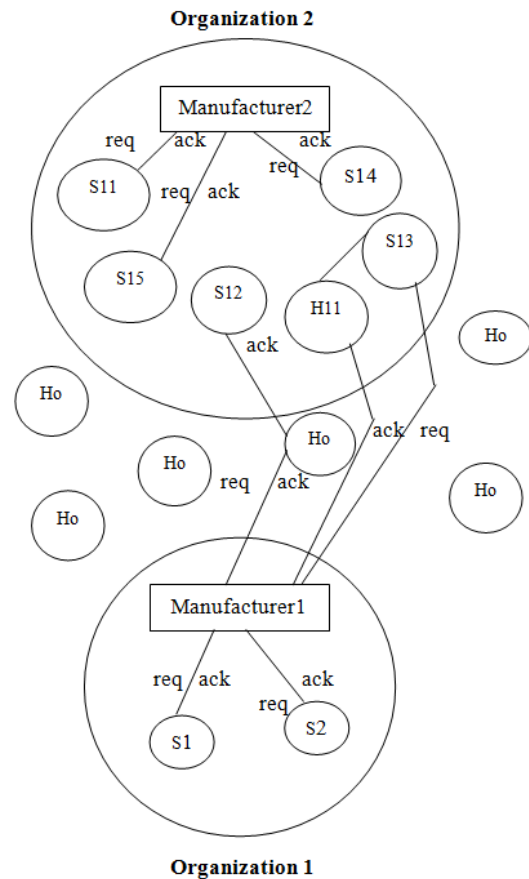 Organization 2
Manufacturer2
req
ack
ack
req
S11
S14
req
ack
S13
S15
S12
H11
Ho
ack
Ho
Ho
Ho
ack
req
Ho
req
ack
Ho
Ho
Manufacturer1
req
ack
ack
req
S1
S2
Organization 1